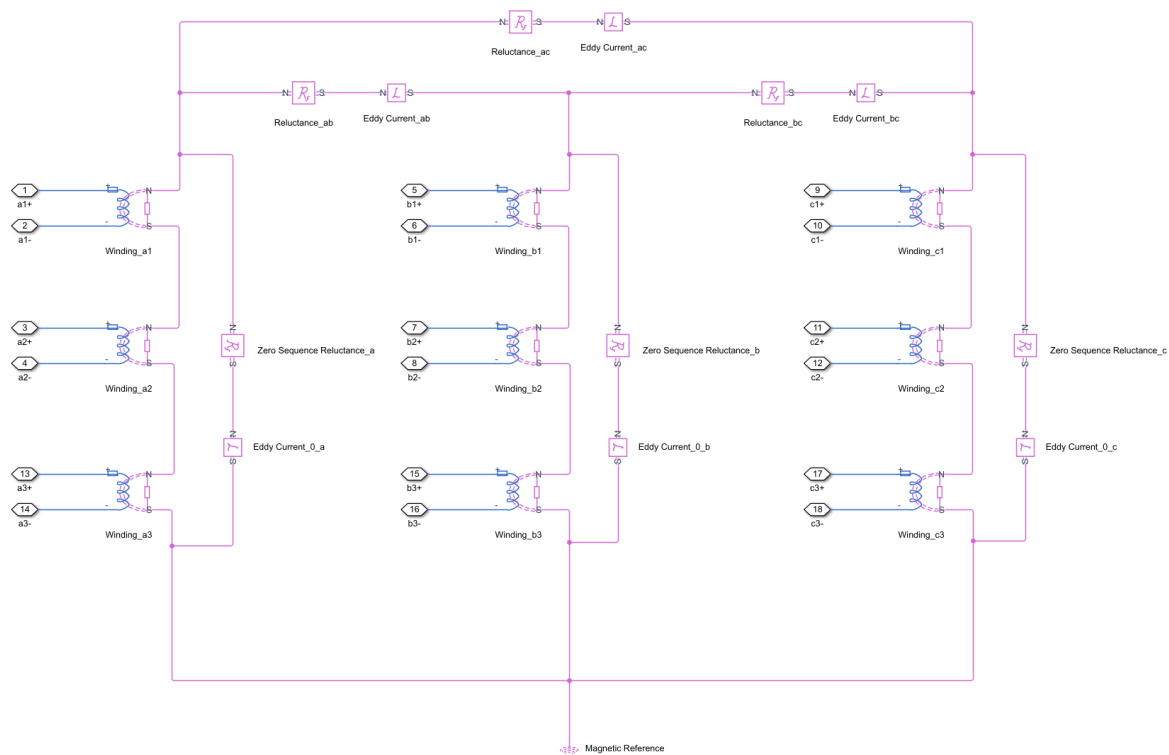 N R S N L S
Reluctance_ac Eddy Current_ac
N R S N L S N R S N L S
Reluctance_ab Eddy Current_ab Reluctance_bc Eddy Current_bc
1 + N 5 + N 9 + N
a1+ b1+ c1+
2 - S 6 - S 10 - S
a1- b1- c1-
Winding_a1 Winding_b1 Winding_c1
3 + N 7 + N 11 + N
a2+ N b2+ N c2+ N
R Zero Sequence Reluctance_a R Zero Sequence Reluctance_b R Zero Sequence Reluctance_c
4 - S S 8 - S S 12 - S S
a2- b2- c2-
Winding_a2 Winding_b2 Winding_c2
N N N
L Eddy Current_0_a L Eddy Current_0_b L Eddy Current_0_c
S S S
13 + N 15 + N 17 + N
a3+ b3+ c3+
14 - S 16 - S 18 - S
a3- b3- c3-
Winding_a3 Winding_b3 Winding_c3
Magnetic Reference